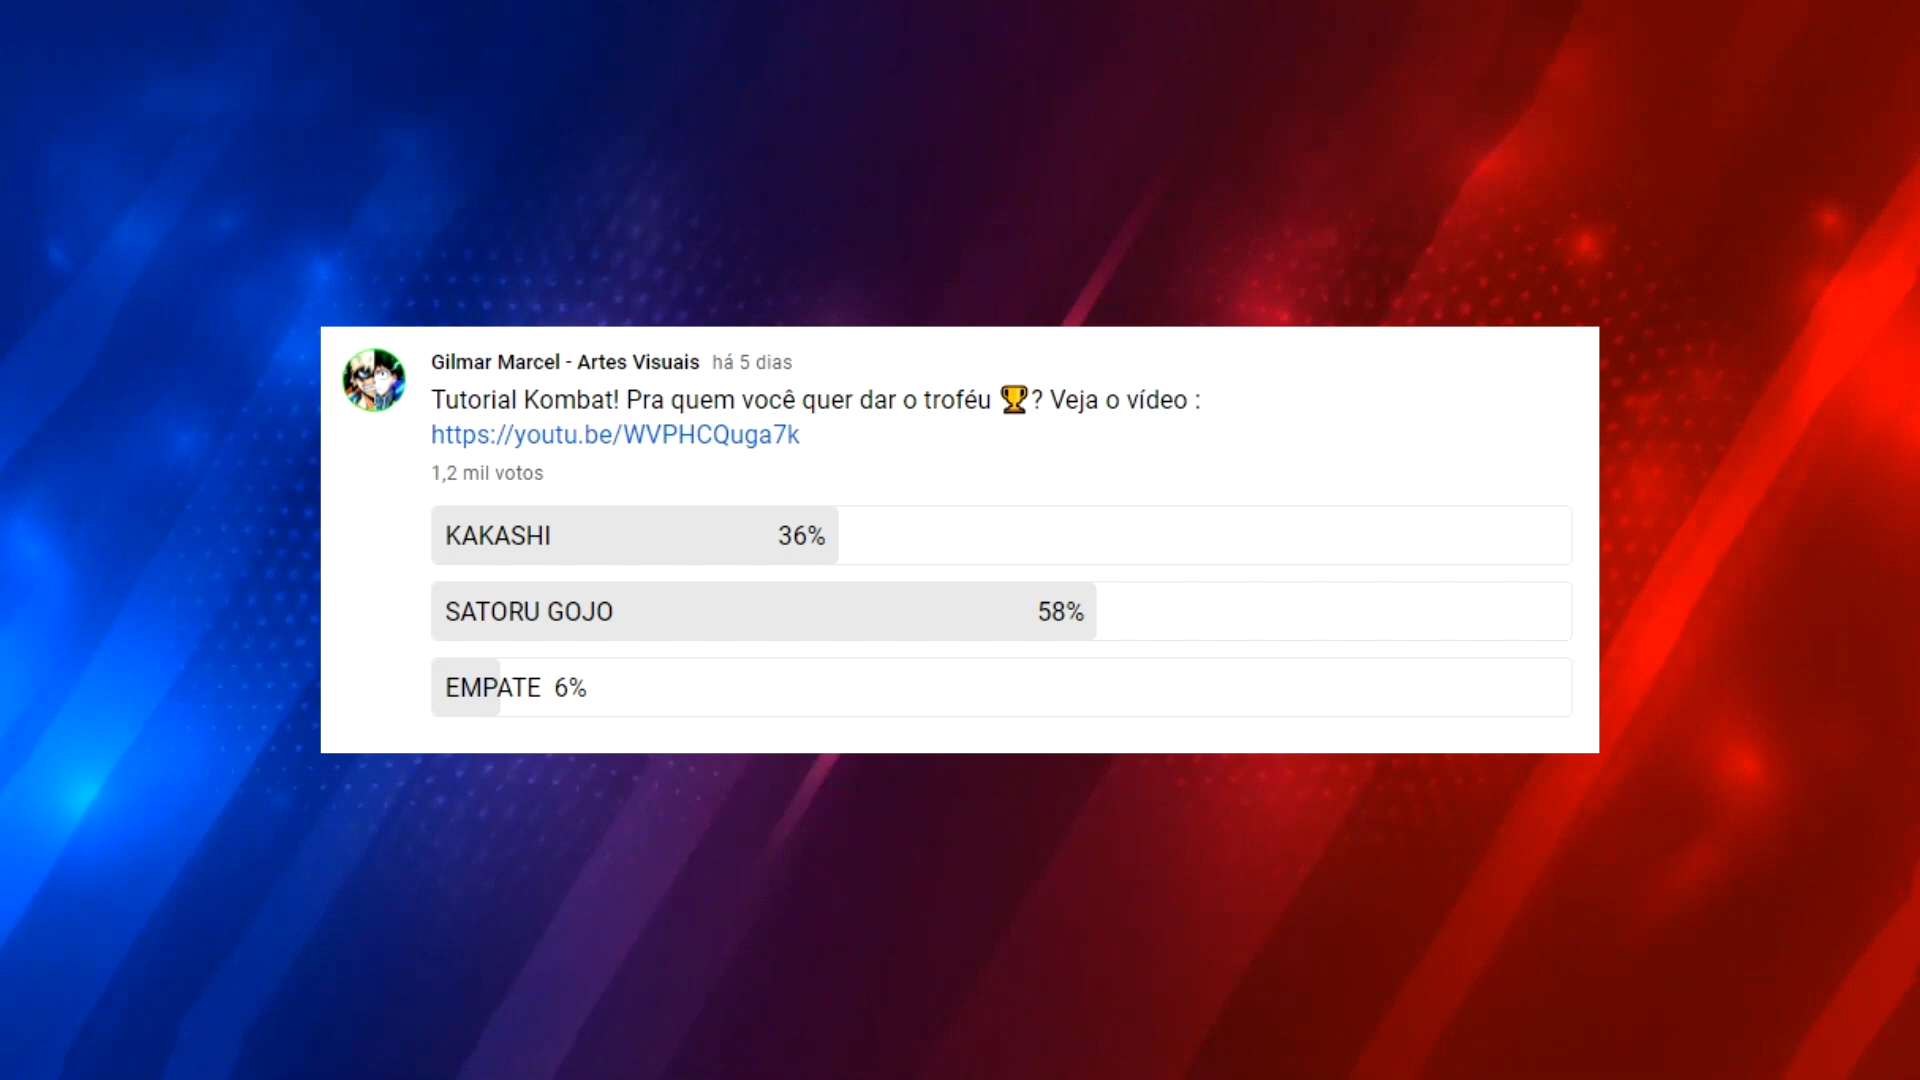 Gilmar Marcel - Artes Visuais há 5 dias
Tutorial Kombat! Pra quem você quer dar o troféu 🏆? Veja o vídeo :
https://youtu.be/WVPHCQuga7k
1,2 mil votos
KAKASHI 36%
SATORU GOJO 58%
EMPATE 6%